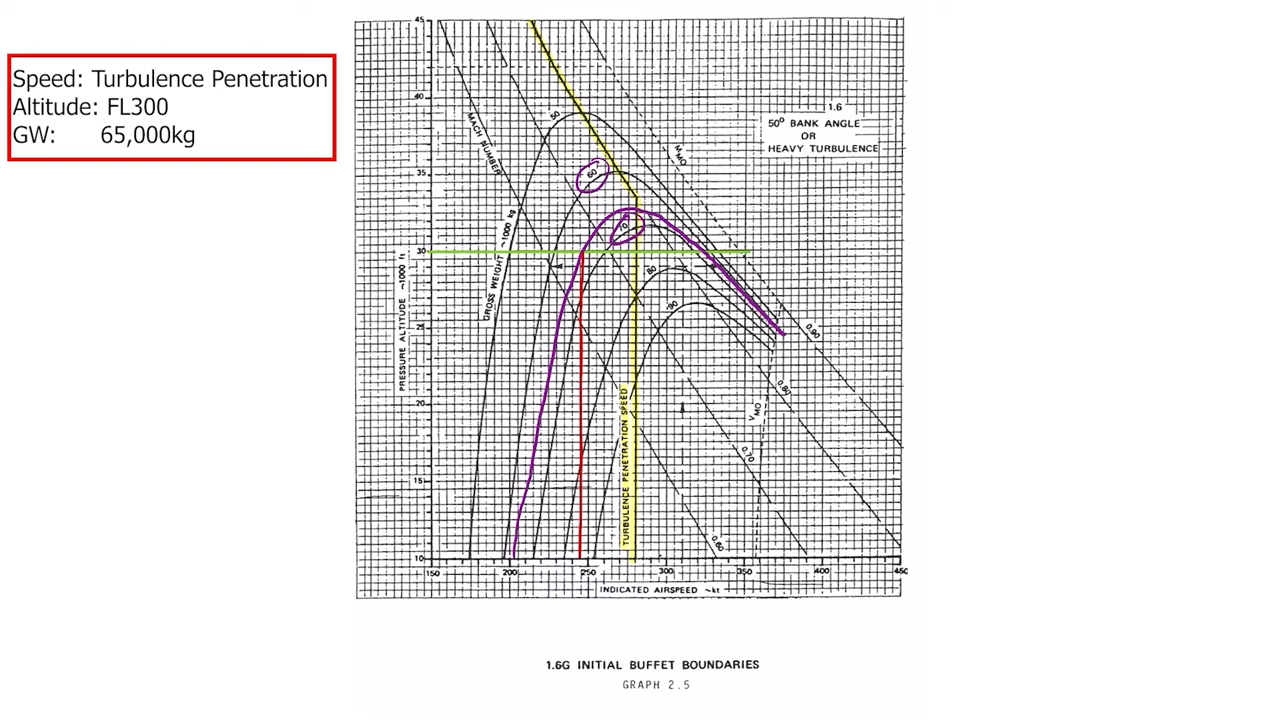 Speed: Turbulence Penetration
Altitude: FL300
GW: 65,000kg
1.6
50° BANK ANGLE
OR
HEAVY TURBULENCE
MACH NUMBER
MMO
GROSS WEIGHT ~1000 kg
50
60
70
80
90
PRESSURE ALTITUDE ~1000 ft
45
40
35
30
25
20
15
10
TURBULENCE PENETRATION SPEED
VMO
0.90
0.80
0.70
0.60
150
200
250
300
350
400
450
INDICATED AIRSPEED ~kt
1.6G INITIAL BUFFET BOUNDARIES
GRAPH 2.5